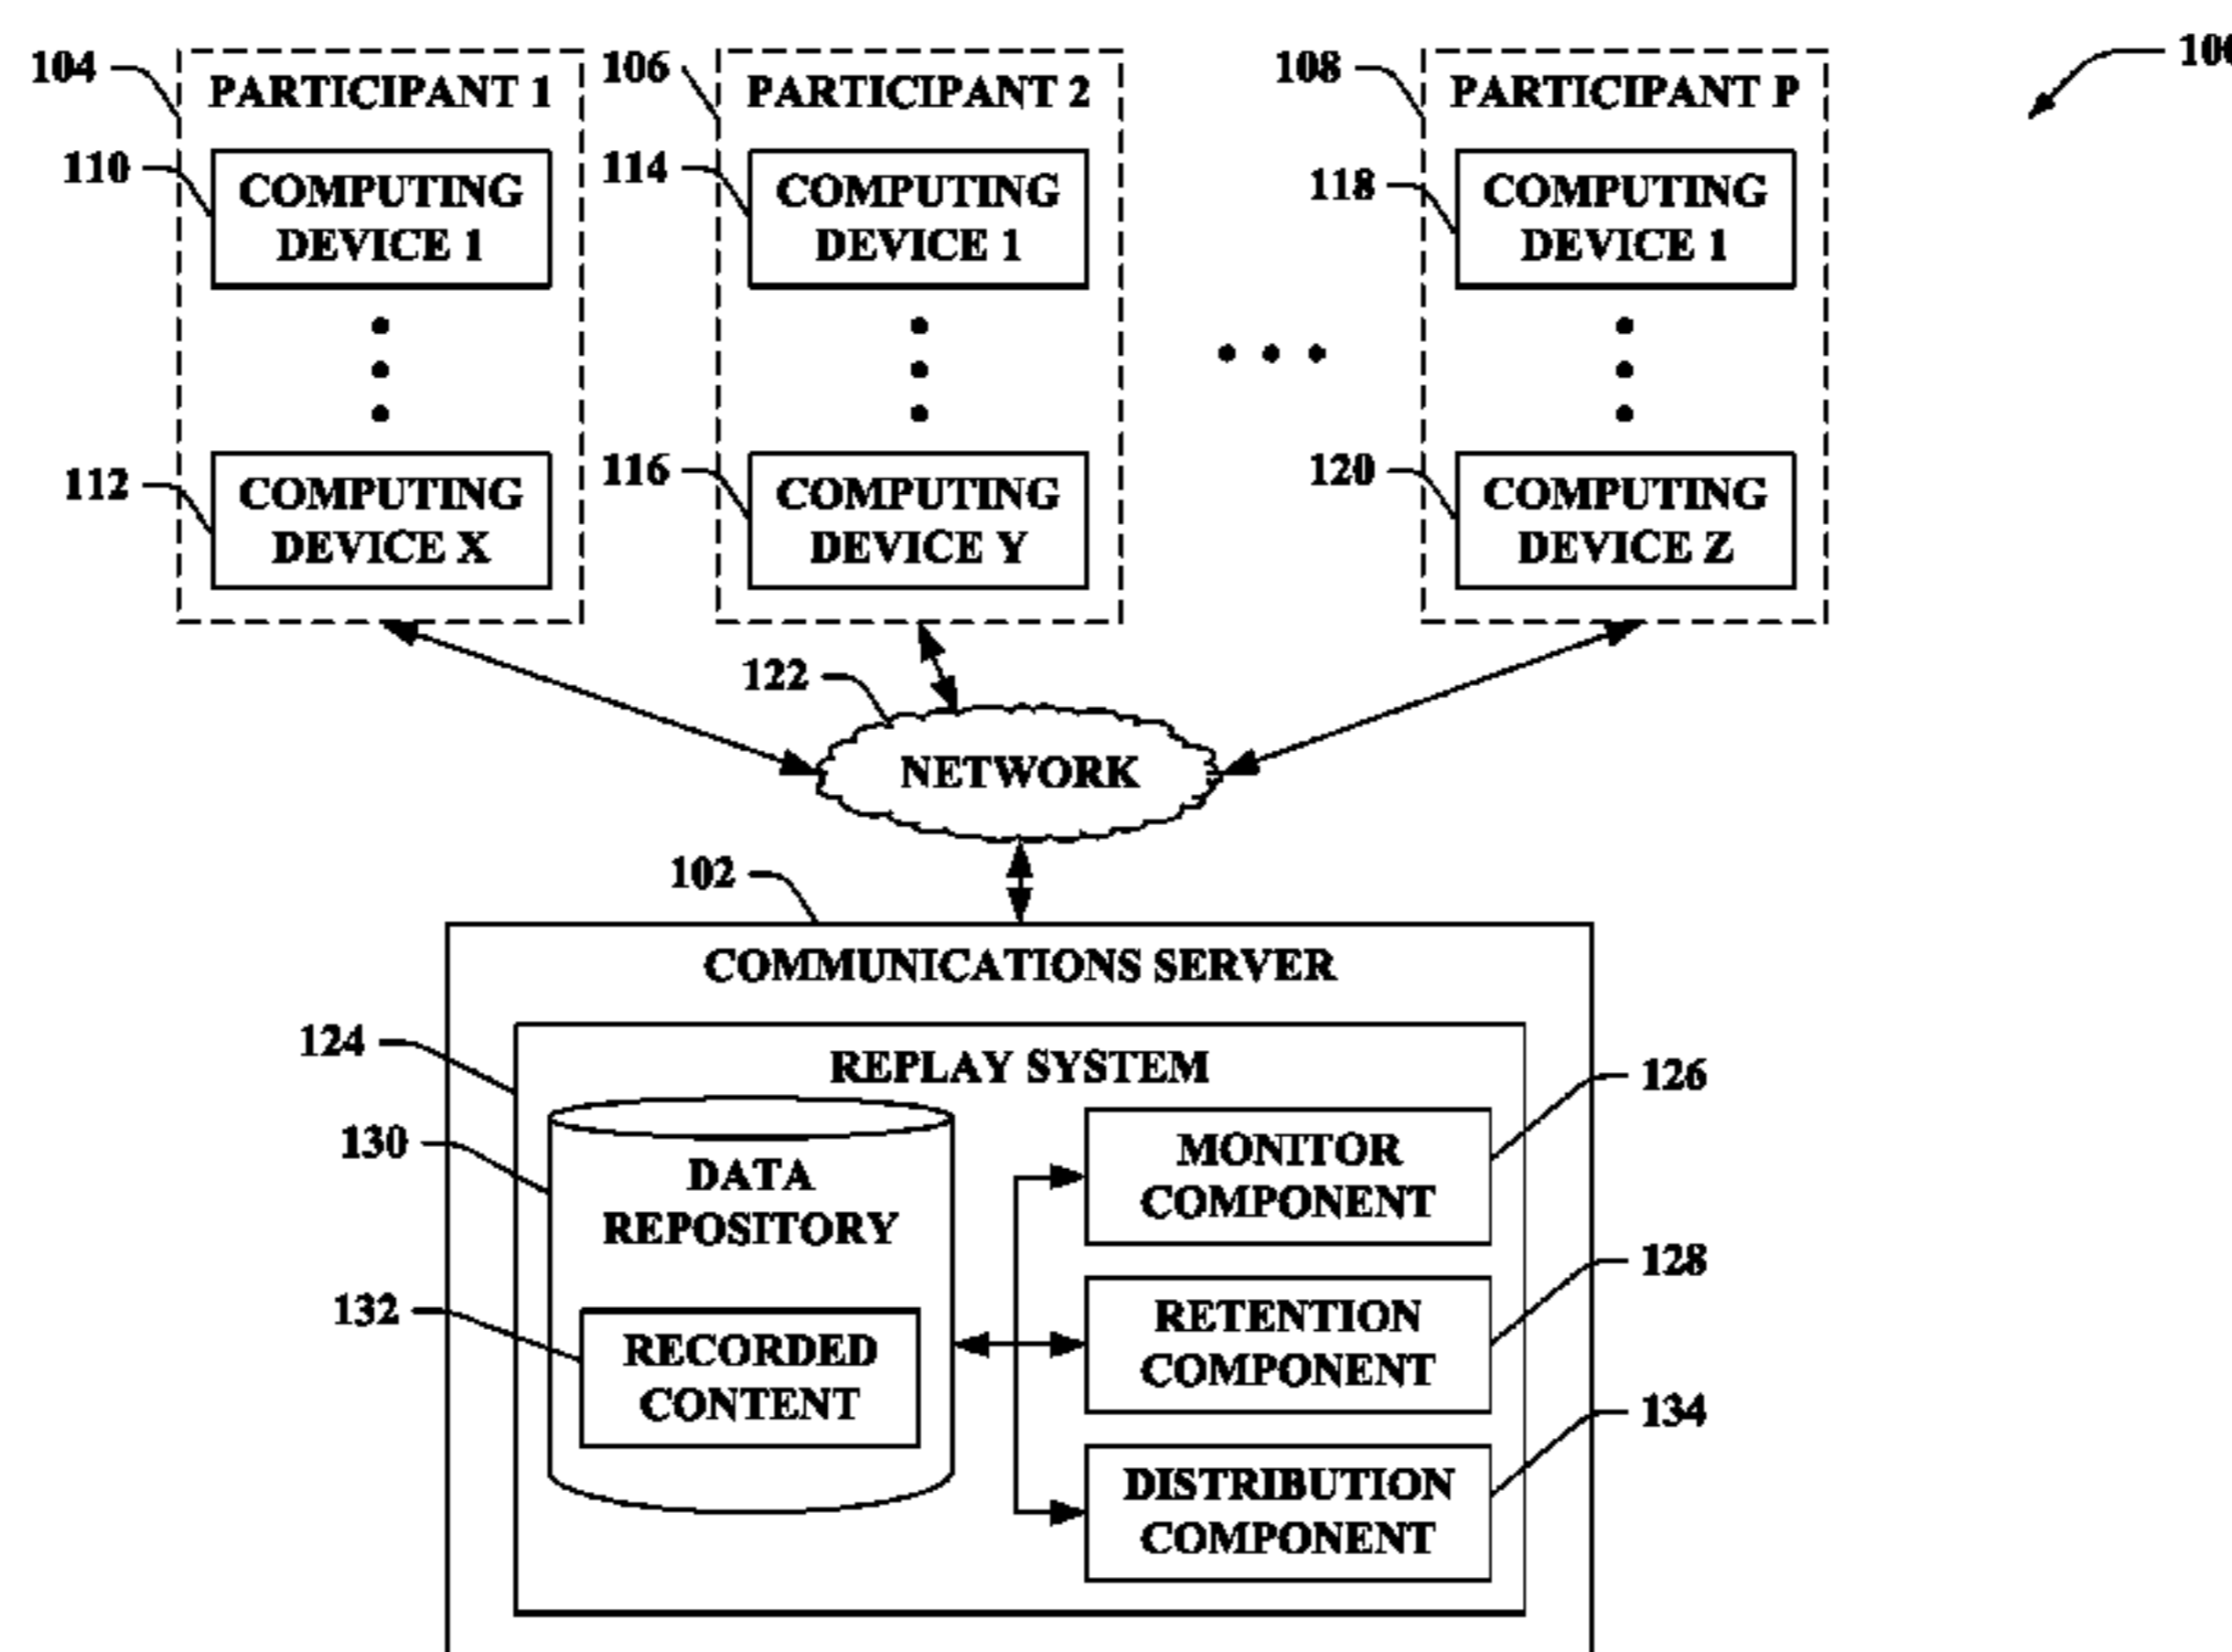 104
PARTICIPANT 1
110
COMPUTING
DEVICE 1
112
COMPUTING
DEVICE X
106
PARTICIPANT 2
114
COMPUTING
DEVICE 1
116
COMPUTING
DEVICE Y
108
PARTICIPANT P
118
COMPUTING
DEVICE 1
120
COMPUTING
DEVICE Z
122
NETWORK
102
COMMUNICATIONS SERVER
124
REPLAY SYSTEM
130
DATA
REPOSITORY
132
RECORDED
CONTENT
MONITOR
COMPONENT
126
RETENTION
COMPONENT
128
DISTRIBUTION
COMPONENT
134